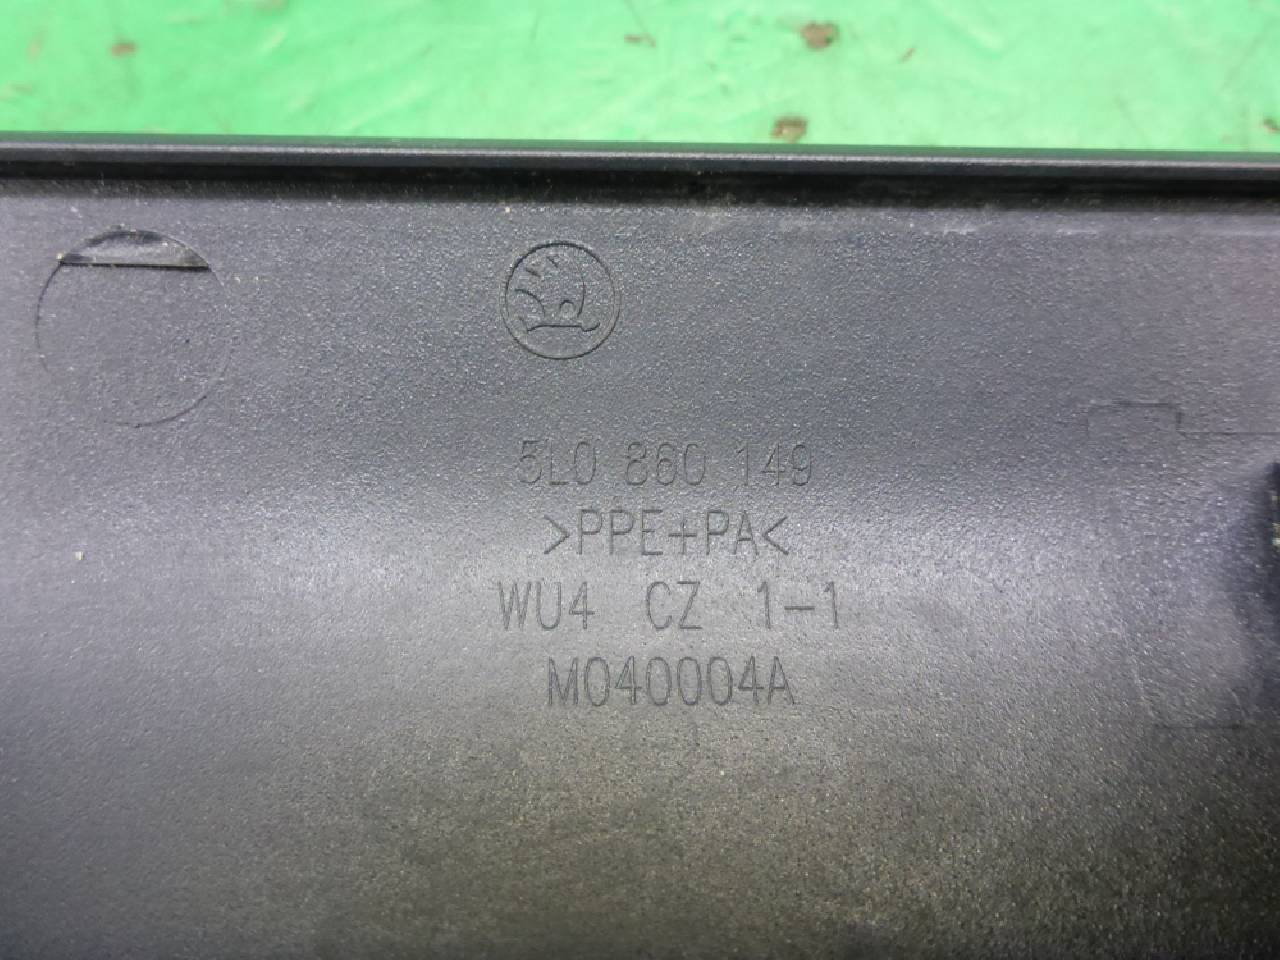 5L0 860 149
>PPE+PA<
WU4 CZ 1-1
M040004A